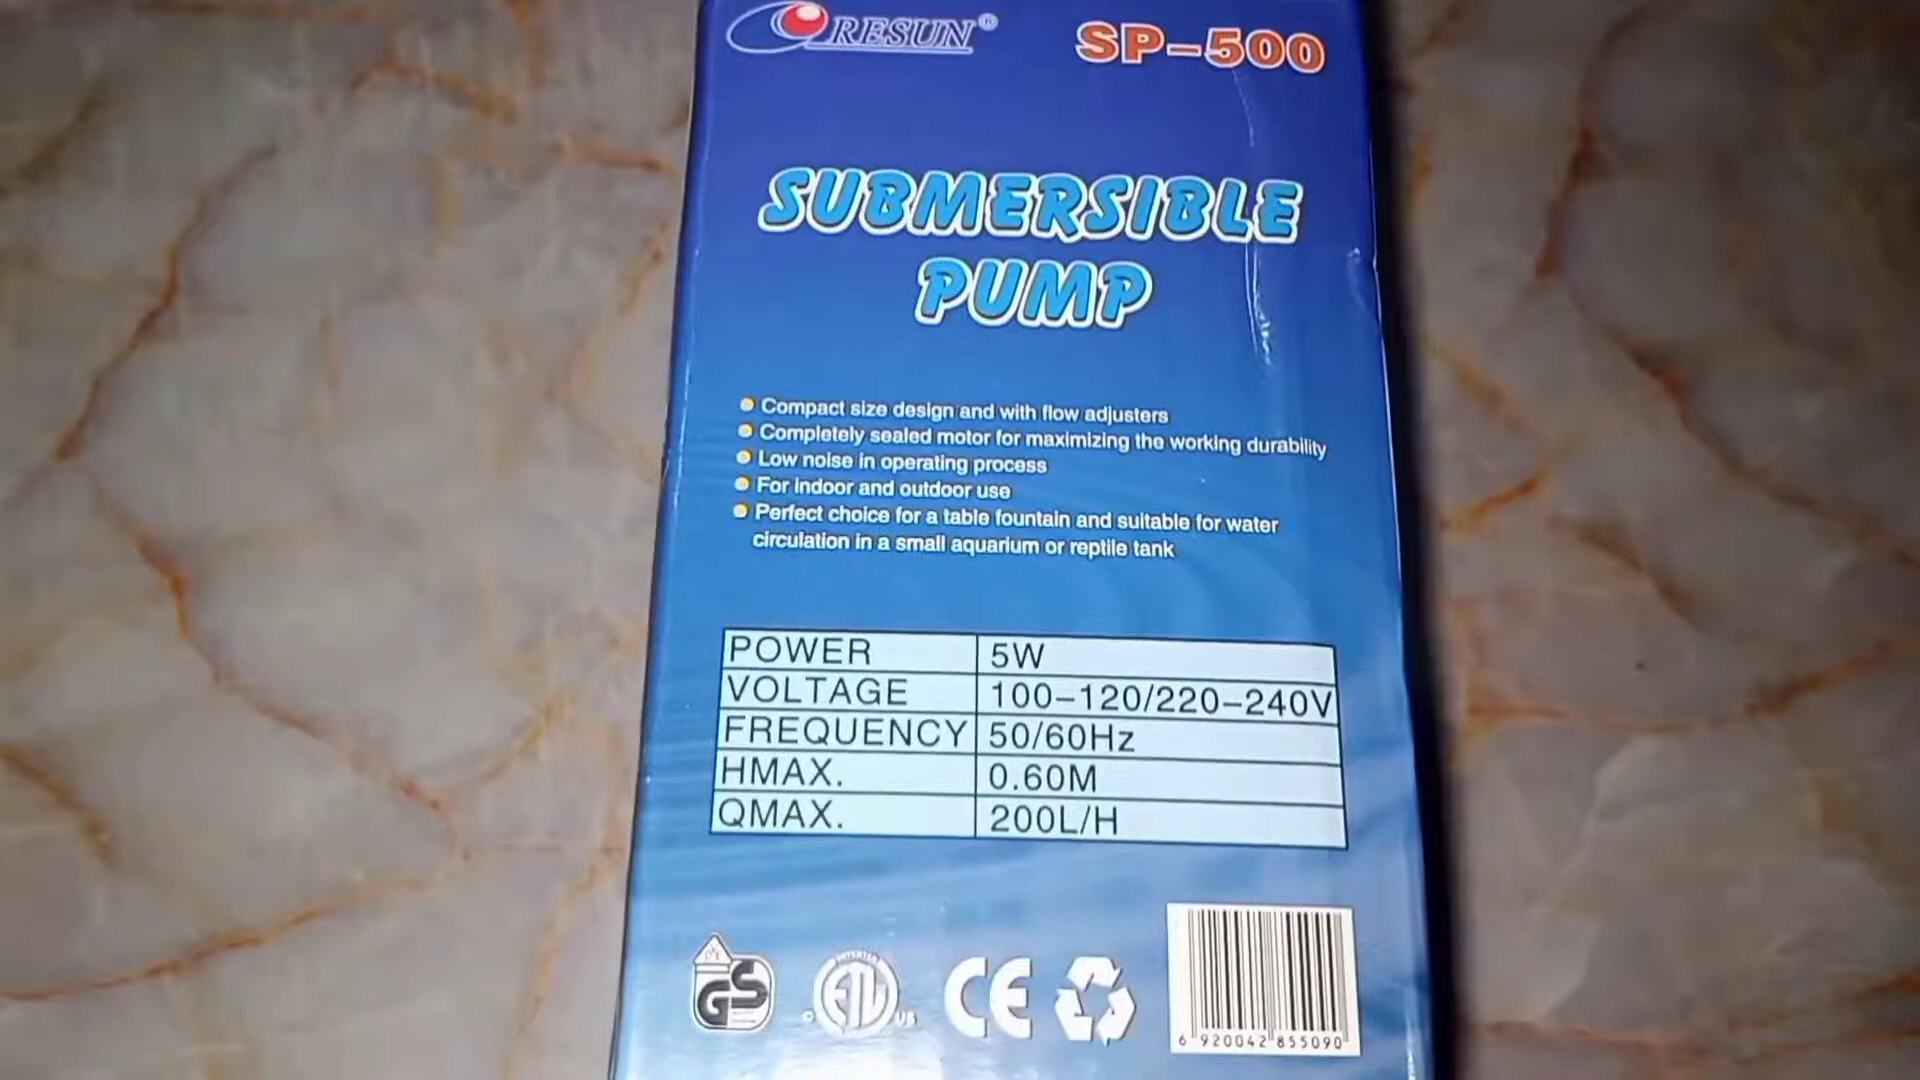 RESUN®
SP-500
SUBMERSIBLE
PUMP
Compact size design and with flow adjusters
Completely sealed motor for maximizing the working durability
Low noise in operating process
For indoor and outdoor use
Perfect choice for a table fountain and suitable for water
circulation in a small aquarium or reptile tank
POWER 5W
VOLTAGE 100-120/220-240V
FREQUENCY 50/60Hz
HMAX. 0.60M
QMAX. 200L/H
GS
INTERTEK
C ETL US
CE
6 920042 855090